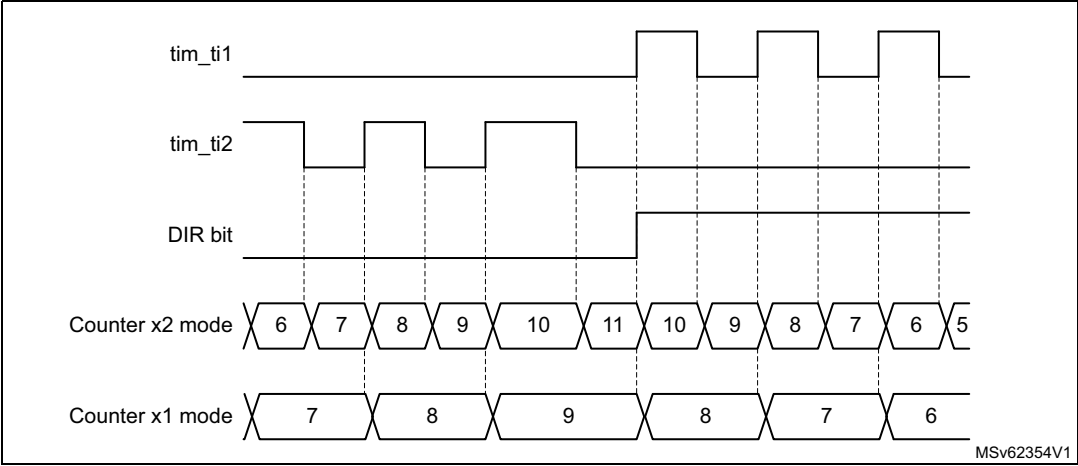 tim_ti1
tim_ti2
DIR bit
Counter x2 mode 6 7 8 9 10 11 10 9 8 7 6 5
Counter x1 mode 7 8 9 8 7 6
MSv62354V1